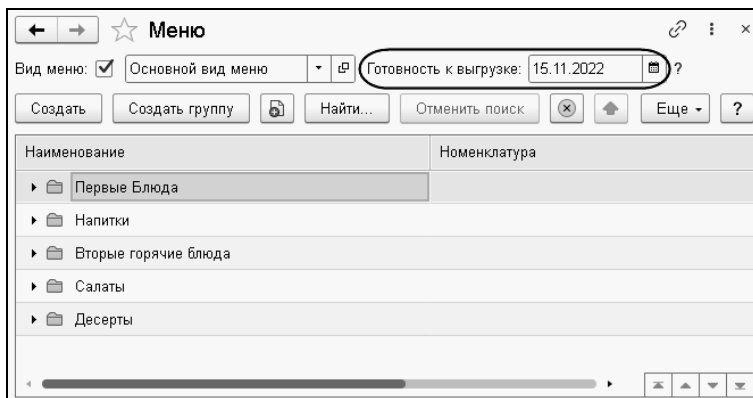 Меню
Вид меню: Основной вид меню Готовность к выгрузке: 15.11.2022 ?
Создать Создать группу Найти... Отменить поиск Еще ?
Наименование Номенклатура
Первые Блюда
Напитки
Вторые горячие блюда
Салаты
Десерты